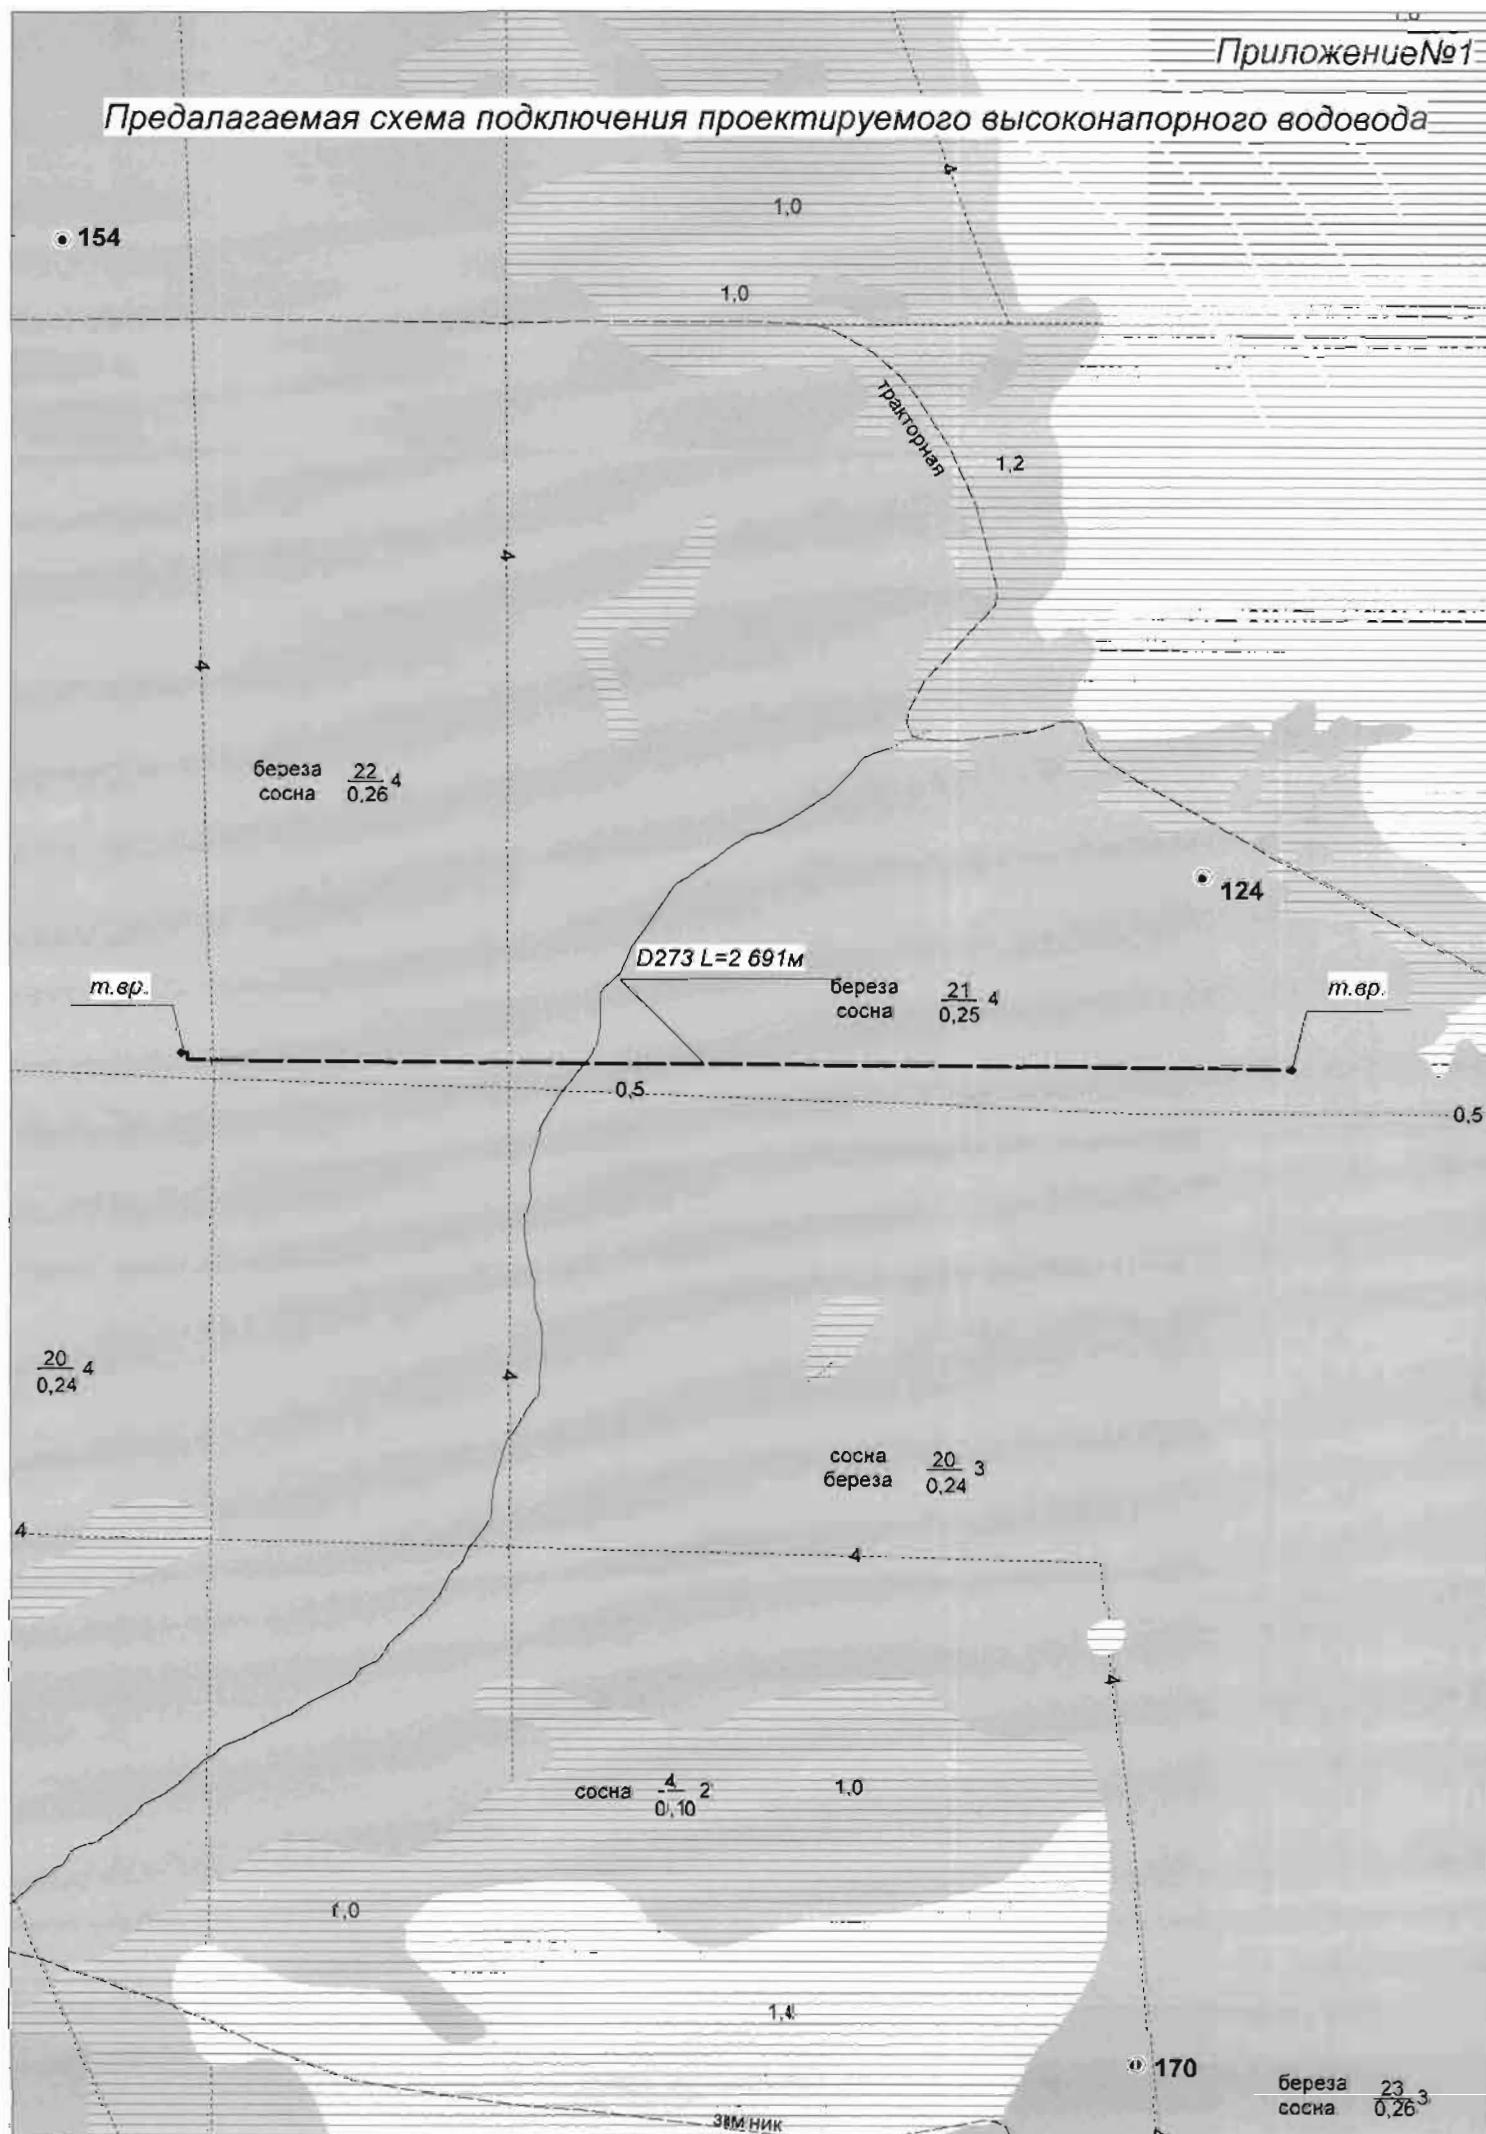 Приложение№1
Предалагаемая схема подключения проектируемого высоконапорного водовода
4
1,0
154
1,0
тракторная
1,2
4
4
береза 22 4
сосна 0,26
124
D273 L=2 691м
т.вр.
береза 21 4
сосна 0,25
т.вр.
0,5
0,5
20 4
0,24
4
сосна 20 3
береза 0,24
4
4
4
сосна 4 2
0,10
1,0
1,0
1,4
170
береза 23 3
сосна 0,26
зимник